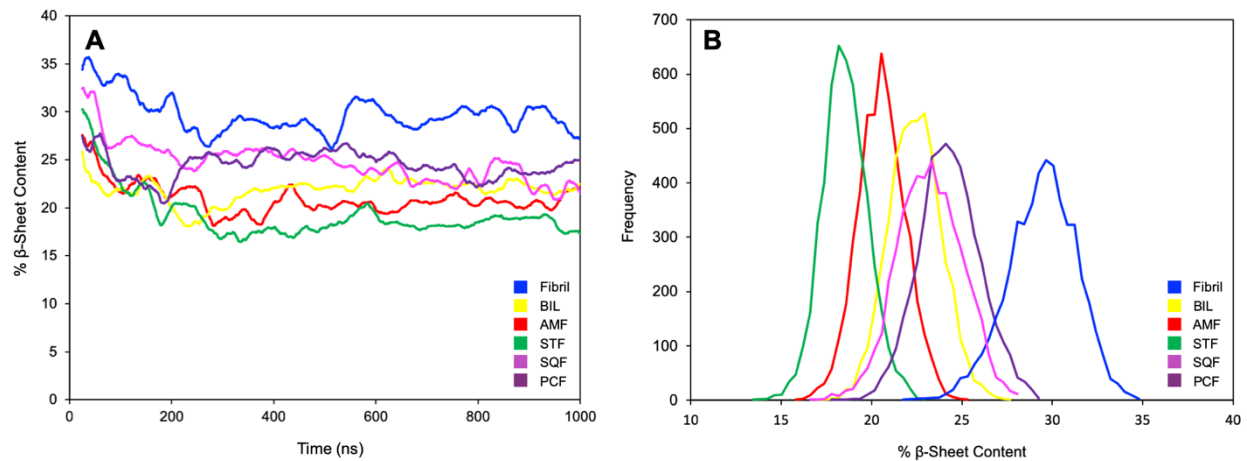 A
% β-Sheet Content
40
35
30
25
20
15
10
5
0
0
200
400
600
800
1000
Time (ns)
Fibril
BIL
AMF
STF
SQF
PCF
B
Frequency
700
600
500
400
300
200
100
0
10
15
20
25
30
35
40
% β-Sheet Content
Fibril
BIL
AMF
STF
SQF
PCF